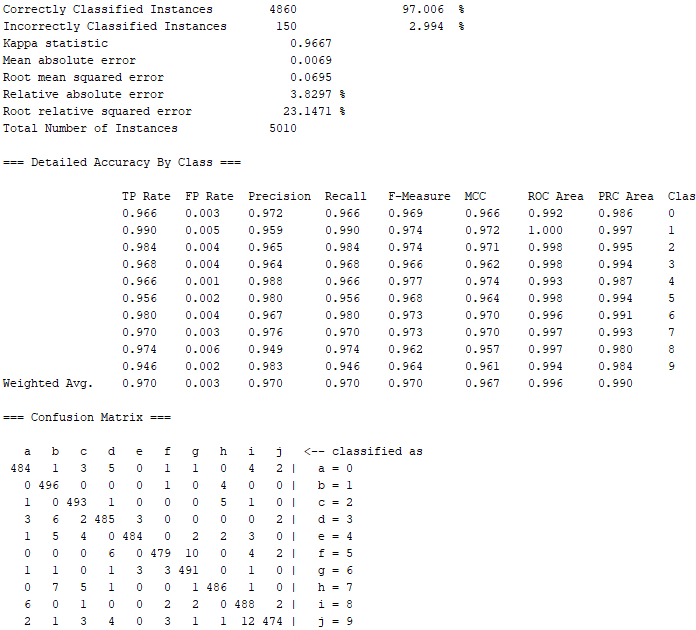 Correctly Classified Instances        4860               97.006  %
Incorrectly Classified Instances       150                2.994  %
Kappa statistic                          0.9667
Mean absolute error                      0.0069
Root mean squared error                  0.0695
Relative absolute error                  3.8297 %
Root relative squared error             23.1471 %
Total Number of Instances             5010
=== Detailed Accuracy By Class ===
TP Rate  FP Rate  Precision  Recall   F-Measure  MCC      ROC Area  PRC Area  Clas
0.966    0.003    0.972      0.966    0.969      0.966    0.992     0.986     0
0.990    0.005    0.959      0.990    0.974      0.972    1.000     0.997     1
0.984    0.004    0.965      0.984    0.974      0.971    0.998     0.995     2
0.968    0.004    0.964      0.968    0.966      0.962    0.998     0.994     3
0.966    0.001    0.988      0.966    0.977      0.974    0.993     0.987     4
0.956    0.002    0.980      0.956    0.968      0.964    0.998     0.994     5
0.980    0.004    0.967      0.980    0.973      0.970    0.996     0.991     6
0.970    0.003    0.976      0.970    0.973      0.970    0.997     0.993     7
0.974    0.006    0.949      0.974    0.962      0.957    0.997     0.980     8
0.946    0.002    0.983      0.946    0.964      0.961    0.994     0.984     9
Weighted Avg.    0.970    0.003    0.970      0.970    0.970      0.967    0.996     0.990
=== Confusion Matrix ===
a   b   c   d   e   f   g   h   i   j   <-- classified as
484   1   3   5   0   1   1   0   4   2 |   a = 0
0 496   0   0   0   1   0   4   0   0 |   b = 1
1   0 493   1   0   0   0   5   1   0 |   c = 2
3   6   2 485   3   0   0   0   0   2 |   d = 3
1   5   4   0 484   0   2   2   3   0 |   e = 4
0   0   0   6   0 479  10   0   4   2 |   f = 5
1   1   0   1   3   3 491   0   1   0 |   g = 6
0   7   5   1   0   0   1 486   1   0 |   h = 7
6   0   1   0   0   2   2   0 488   2 |   i = 8
2   1   3   4   0   3   1   1  12 474 |   j = 9